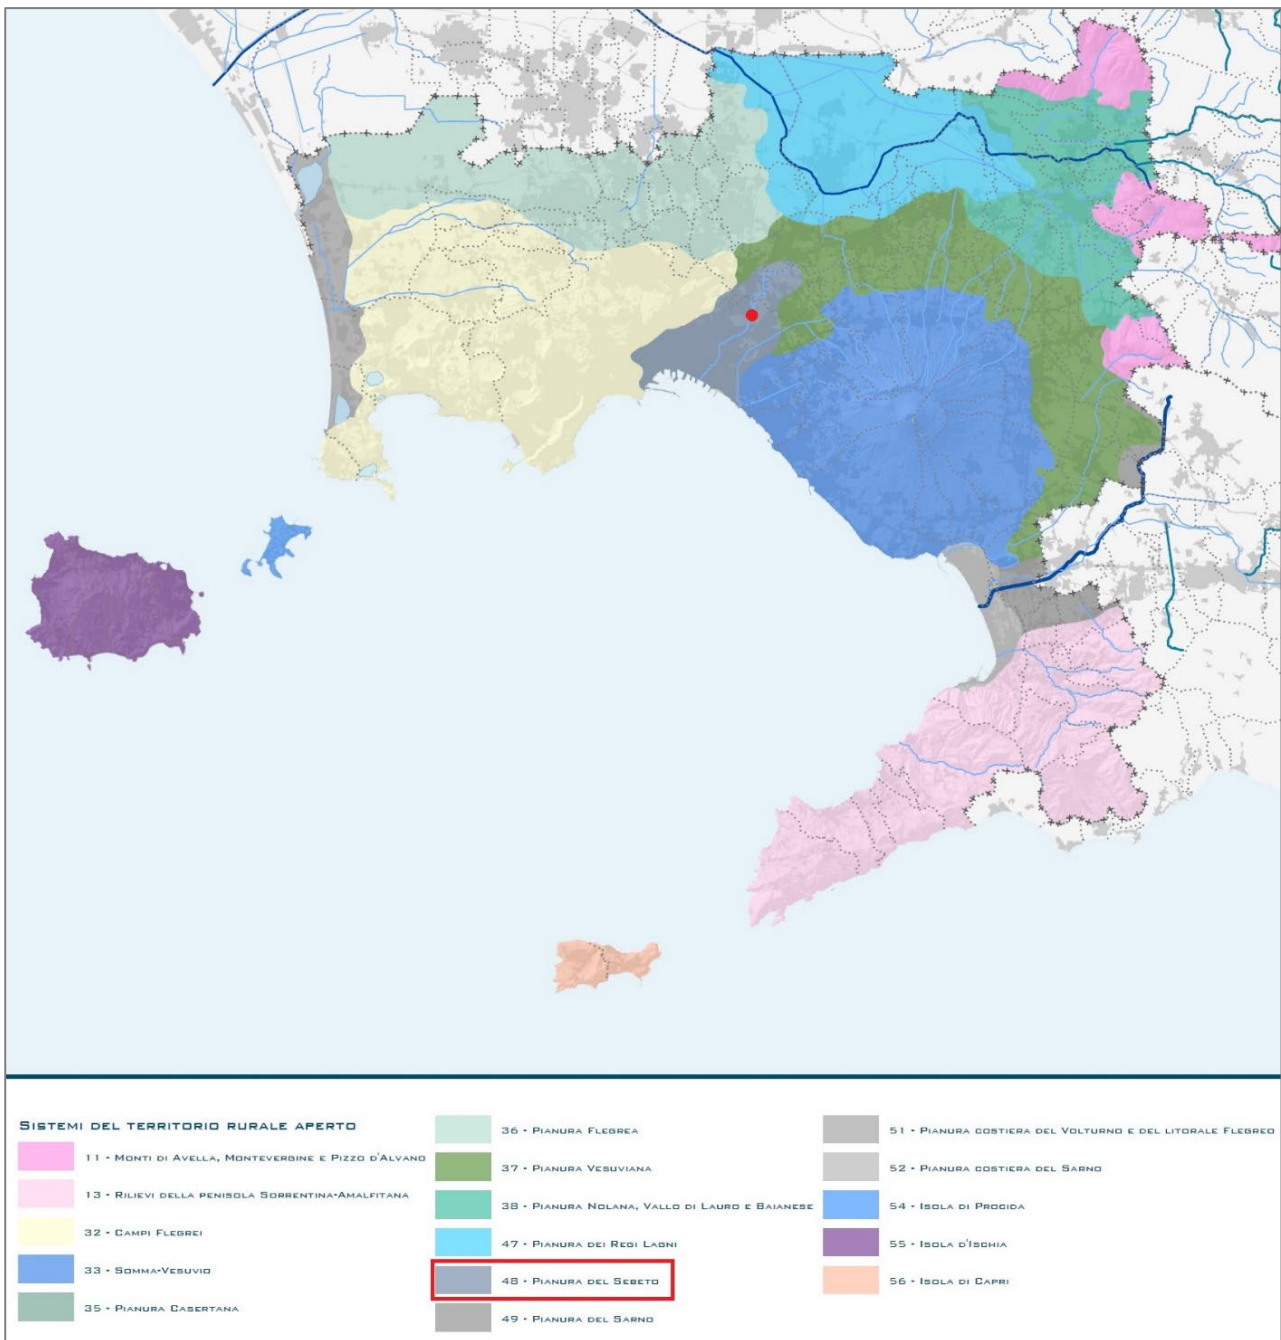 SISTEMI DEL TERRITORIO RURALE APERTO
11 - MONTI DI AVELLA, MONTEVERGINE E PIZZO D'ALVANO
13 - RILIEVI DELLA PENISOLA SORRENTINA-AMALFITANA
32 - CAMPI FLEGREI
33 - SOMMA-VESUVIO
35 - PIANURA CASERTANA
36 - PIANURA FLEGREA
37 - PIANURA VESUVIANA
38 - PIANURA NOLANA, VALLO DI LAURO E BAIANESE
47 - PIANURA DEI REGI LAGNI
48 - PIANURA DEL SEBETO
49 - PIANURA DEL SARNO
51 - PIANURA COSTIERA DEL VOLTURNO E DEL LITORALE FLEGREO
52 - PIANURA COSTIERA DEL SARNO
54 - ISOLA DI PROCIDA
55 - ISOLA D'ISCHIA
56 - ISOLA DI CAPRI